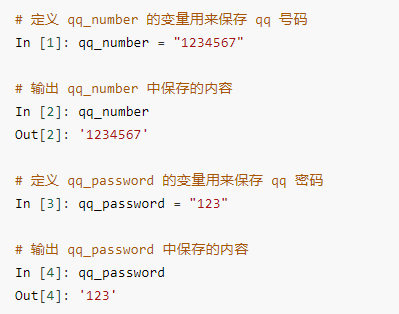 # 定义 qq_number 的变量用来保存 qq 号码
In [1]: qq_number = "1234567"
# 输出 qq_number 中保存的内容
In [2]: qq_number
Out[2]: '1234567'
# 定义 qq_password 的变量用来保存 qq 密码
In [3]: qq_password = "123"
# 输出 qq_password 中保存的内容
In [4]: qq_password
Out[4]: '123'